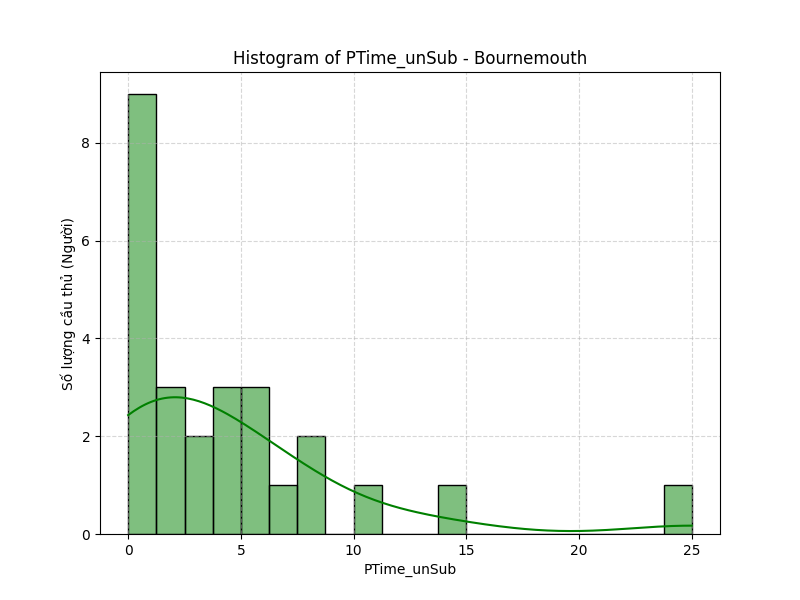 Histogram of PTime_unSub - Bournemouth
Số lượng cầu thủ (Người)
8
6
4
2
0
0 5 10 15 20 25
PTime_unSub